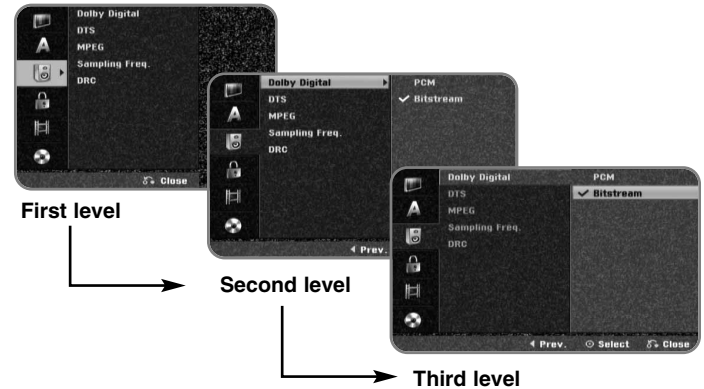 Dolby Digital
DTS
MPEG
Sampling Freq.
DRC
Close
First level
Dolby Digital
DTS
MPEG
Sampling Freq.
DRC
PCM
Bitstream
Prev.
Second level
Dolby Digital
DTS
MPEG
Sampling Freq.
DRC
PCM
Bitstream
Prev. Select Close
Third level